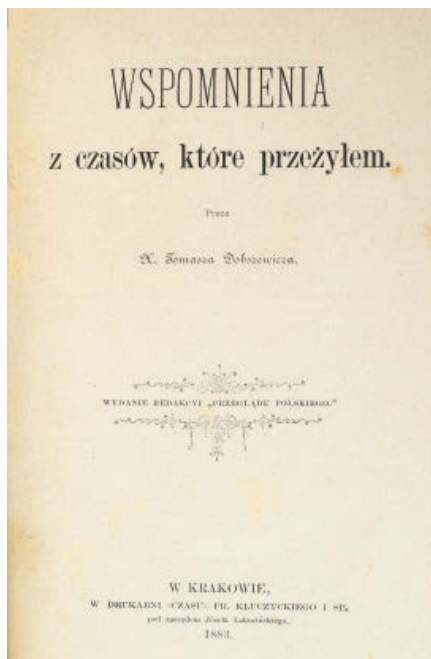 WSPOMNIENIA
z czasów, które przeżyłem.
Przez
X. Tomasza Dobszewicza.
WYDANIE REDAKCYI „PRZEGLĄDU POLSKIEGO.“
W KRAKOWIE,
W DRUKARNI „CZASU“ FR. KLUCZYCKIEGO I SP.
pod zarządem Józefa Łakocińskiego.
1883.